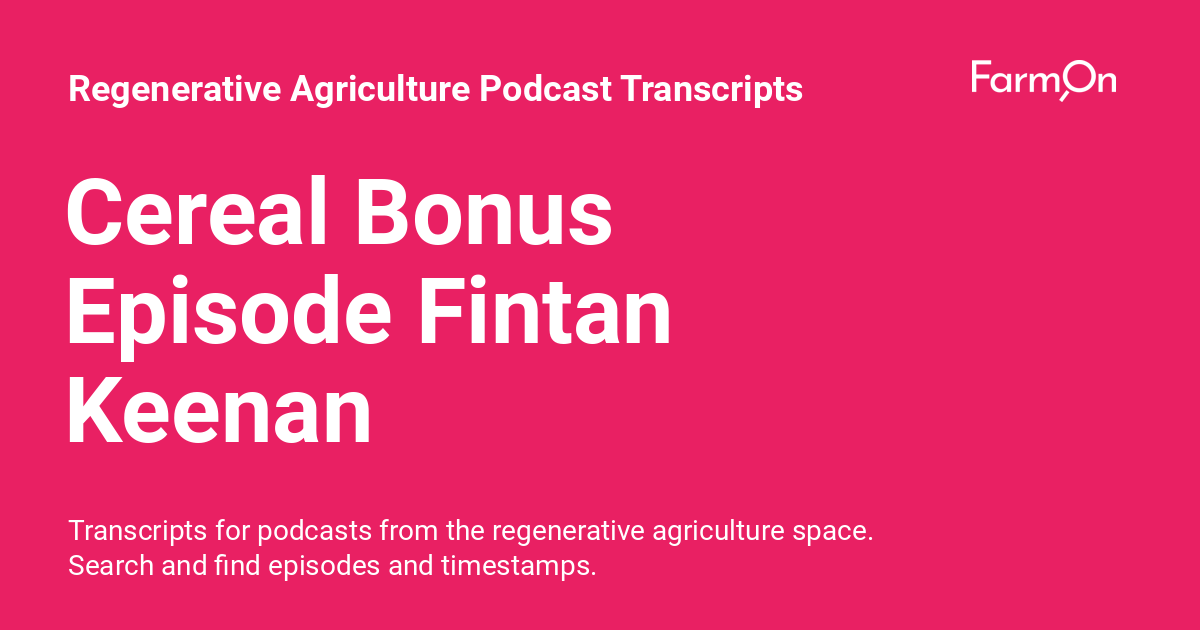 Regenerative Agriculture Podcast Transcripts
FarmOn
Cereal Bonus
Episode Fintan
Keenan
Transcripts for podcasts from the regenerative agriculture space.
Search and find episodes and timestamps.